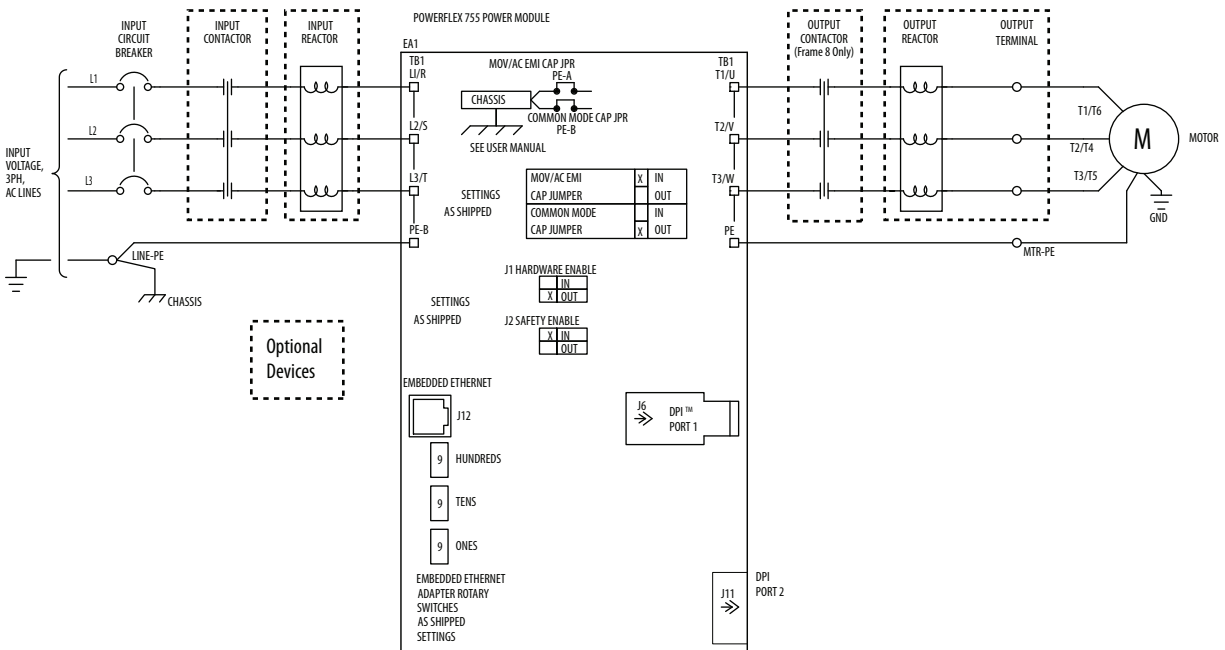 POWERFLEX 755 POWER MODULE
INPUT
CIRCUIT
BREAKER
INPUT
CONTACTOR
INPUT
REACTOR
EA1
TB1
LI/R
MOV/AC EMI CAP JPR
PE-A
CHASSIS
COMMON MODE CAP JPR
PE-B
SEE USER MANUAL
TB1
T1/U
OUTPUT
CONTACTOR
(Frame 8 Only)
OUTPUT
REACTOR
OUTPUT
TERMINAL
L1
L2
L3
INPUT
VOLTAGE,
3PH,
AC LINES
L2/S
L3/T
PE-B
LINE-PE
CHASSIS
SETTINGS
AS SHIPPED
MOV/AC EMI X IN
CAP JUMPER OUT
COMMON MODE IN
CAP JUMPER X OUT
T2/V
T3/W
PE
T1/T6
T2/T4
T3/T5
M
MOTOR
GND
MTR-PE
J1 HARDWARE ENABLE
IN
X OUT
SETTINGS
AS SHIPPED
J2 SAFETY ENABLE
X IN
OUT
Optional
Devices
EMBEDDED ETHERNET
J12
9 HUNDREDS
9 TENS
9 ONES
EMBEDDED ETHERNET
ADAPTER ROTARY
SWITCHES
AS SHIPPED
SETTINGS
J6
DPI ™
PORT 1
J11
DPI
PORT 2